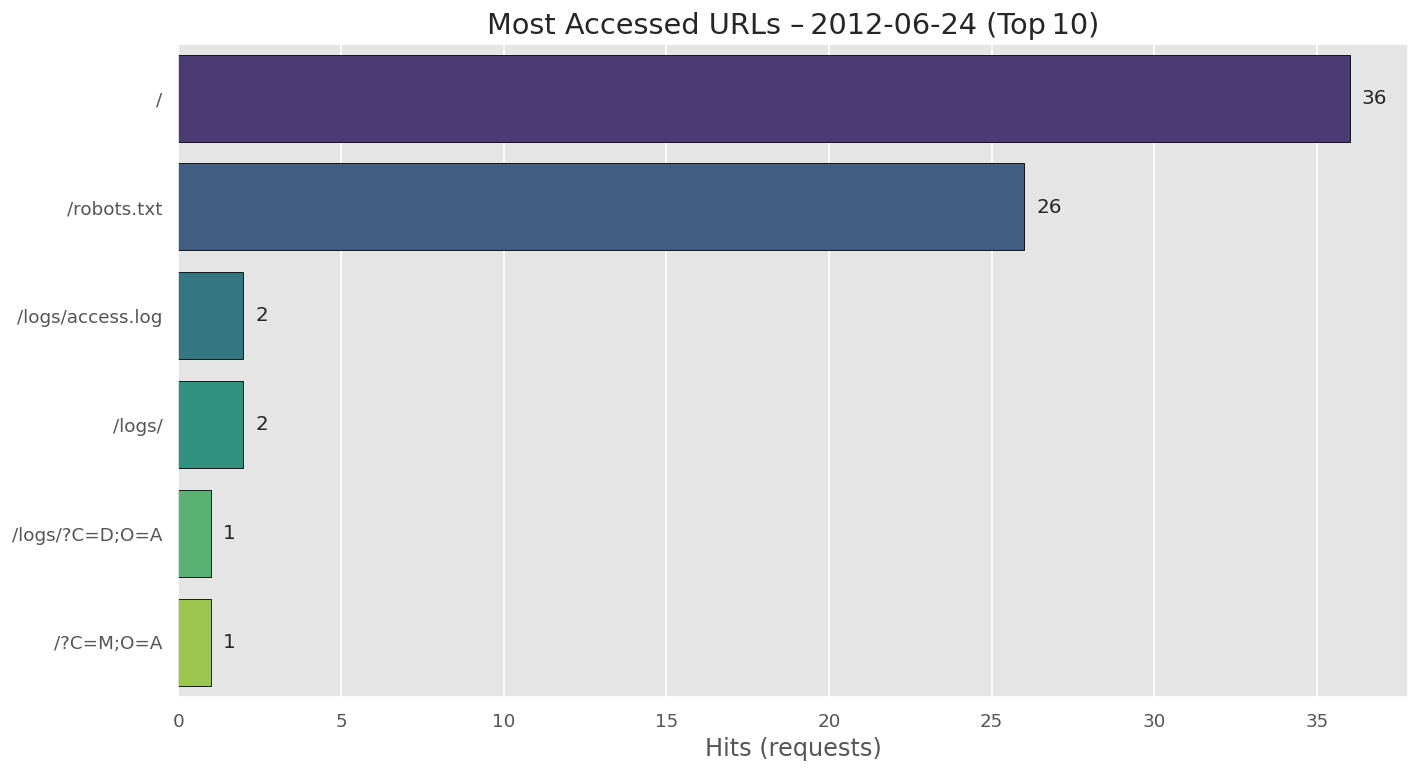 Most Accessed URLs – 2012-06-24 (Top 10)
/
36
/robots.txt
26
/logs/access.log
2
/logs/
2
/logs/?C=D;O=A
1
/?C=M;O=A
1
0 5 10 15 20 25 30 35
Hits (requests)